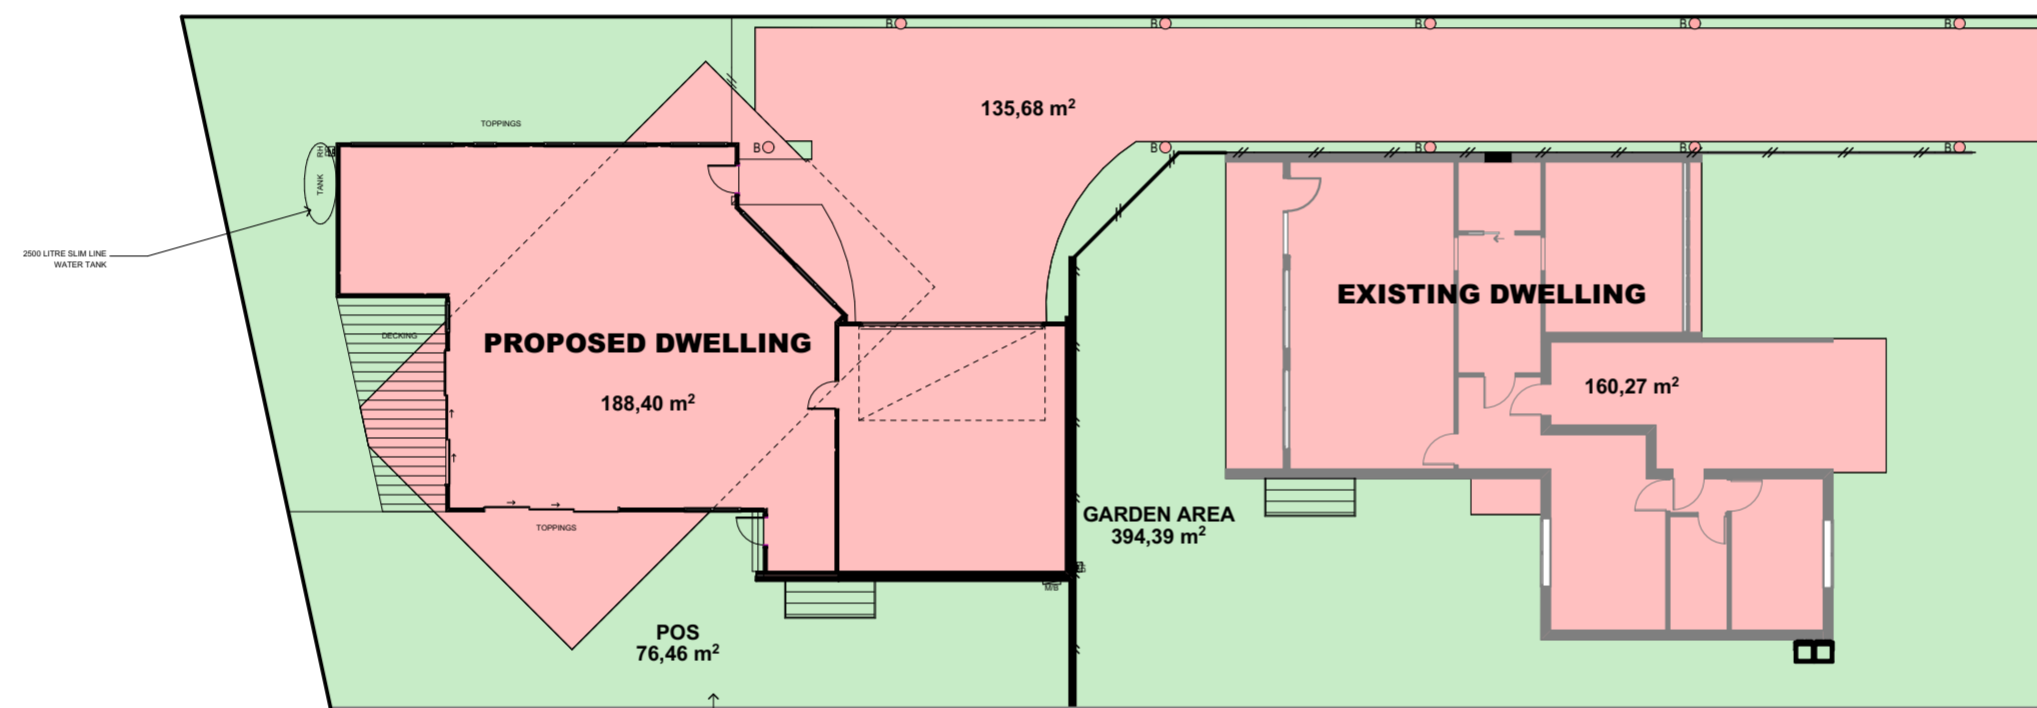 B
B
B
B
B
135,68 m²
TOPPINGS
B
B
B
B
RH
TANK
2500 LITRE SLIM LINE
WATER TANK
DECKING
PROPOSED DWELLING
188,40 m²
EXISTING DWELLING
160,27 m²
TOPPINGS
GARDEN AREA
394,39 m²
M/B
POS
76,46 m²